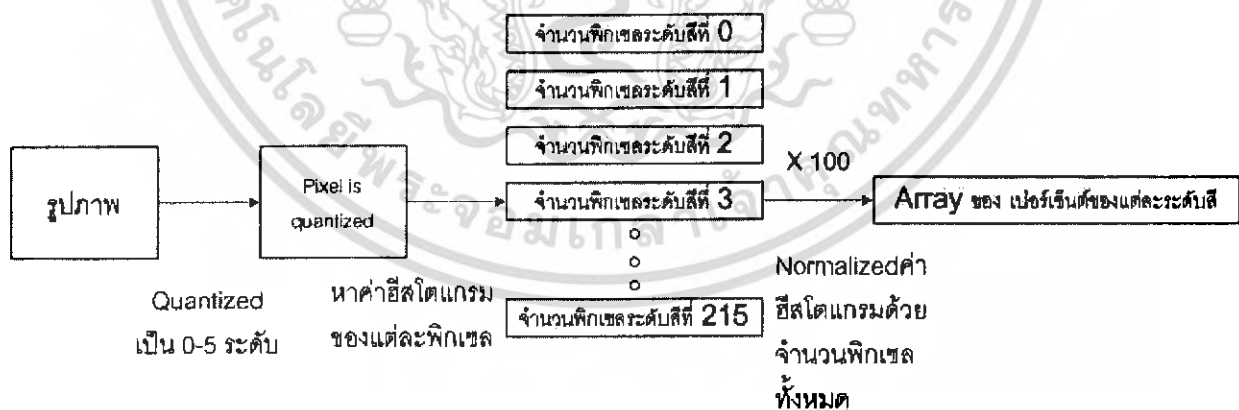 จำนวนพิกเซลระดับสีที่ 0
จำนวนพิกเซลระดับสีที่ 1
จำนวนพิกเซลระดับสีที่ 2
จำนวนพิกเซลระดับสีที่ 3
จำนวนพิกเซลระดับสีที่ 215
รูปภาพ
Quantized
เป็น 0-5 ระดับ
Pixel is
quantized
หาค่าฮีสโตแกรม
ของแต่ละพิกเซล
X 100
Normalizedค่า
ฮีสโตแกรมด้วย
จำนวนพิกเซล
ทั้งหมด
Array ของ เปอร์เซ็นต์ของแต่ละระดับสี